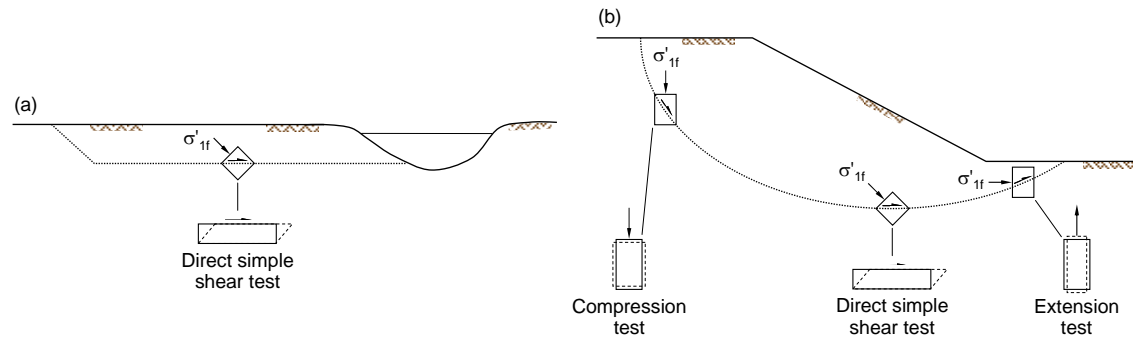 (a)
σ'1f
Direct simple
shear test
(b)
σ'1f
σ'1f
σ'1f
Compression
test
Direct simple
shear test
Extension
test